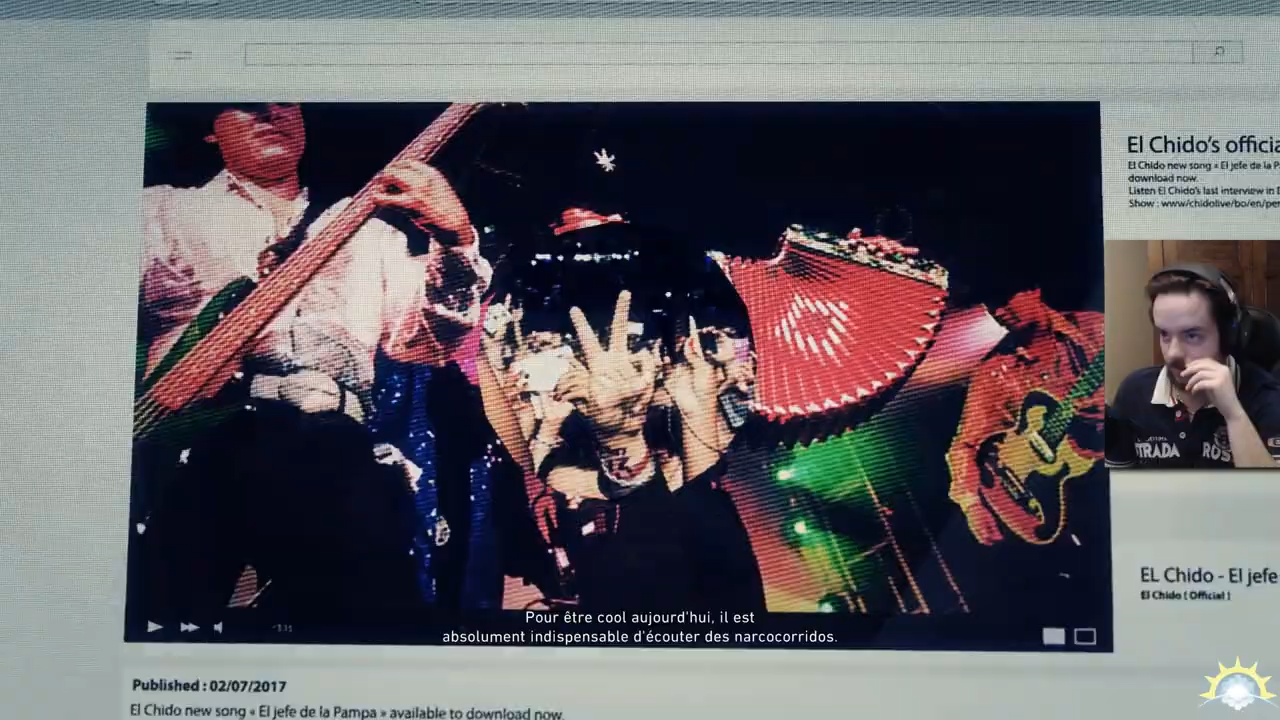 El Chido's officia
El Chido new song « El jefe de la P
download now.
Listen El Chido's last interview in
Show : www/chidolive/bo/en/per
TRADA ROS
EL Chido - El jefe
El Chido [ Official ]
Pour être cool aujourd'hui, il est
absolument indispensable d'écouter des narcocorridos.
Published : 02/07/2017
El Chido new song « El jefe de la Pampa » available to download now.